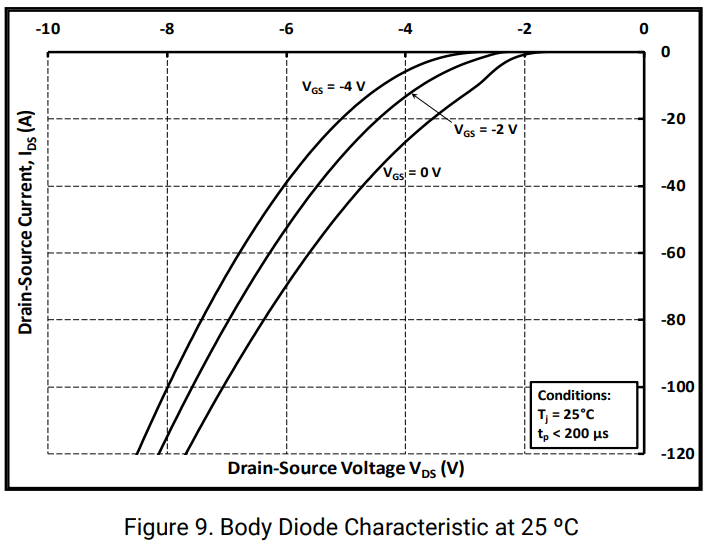 -10 -8 -6 -4 -2 0
0
VGS = -4 V
-20
VGS = -2 V
VGS = 0 V
-40
-60
-80
-100
-120
Drain-Source Current, IDS (A)
Conditions:
Tj = 25°C
tp < 200 µs
Drain-Source Voltage VDS (V)
Figure 9. Body Diode Characteristic at 25 ºC